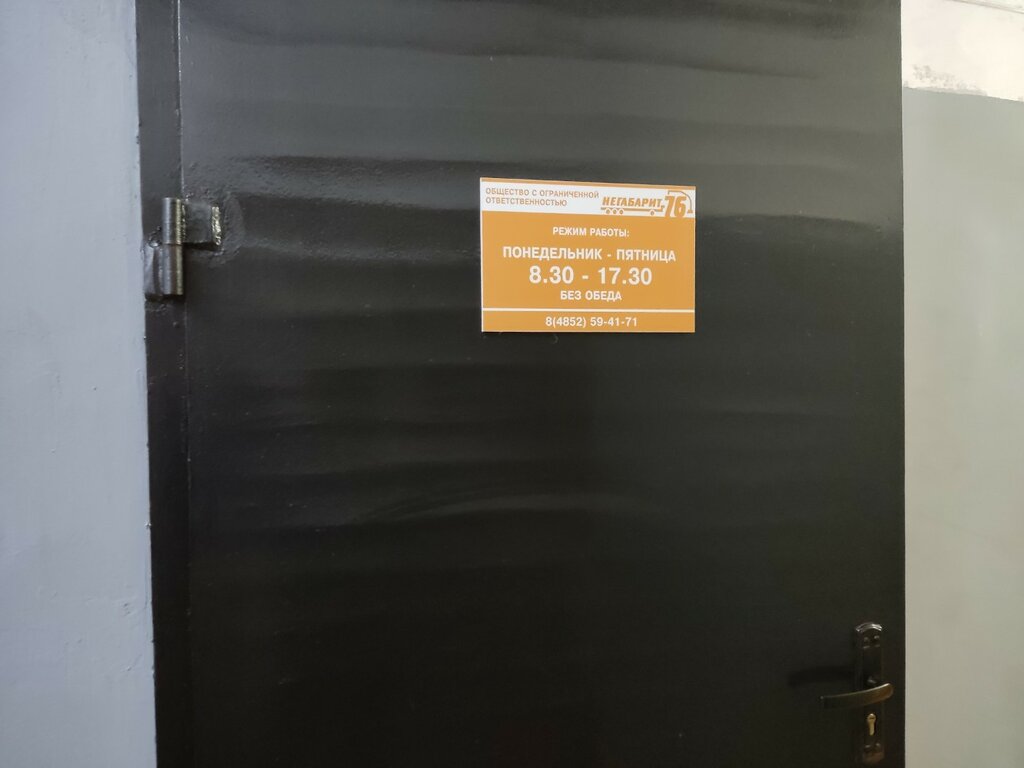 ОБЩЕСТВО С ОГРАНИЧЕННОЙ
ОТВЕТСТВЕННОСТЬЮ
НЕГАБАРИТ 76
РЕЖИМ РАБОТЫ:
ПОНЕДЕЛЬНИК - ПЯТНИЦА
8.30 - 17.30
БЕЗ ОБЕДА
8(4852) 59-41-71